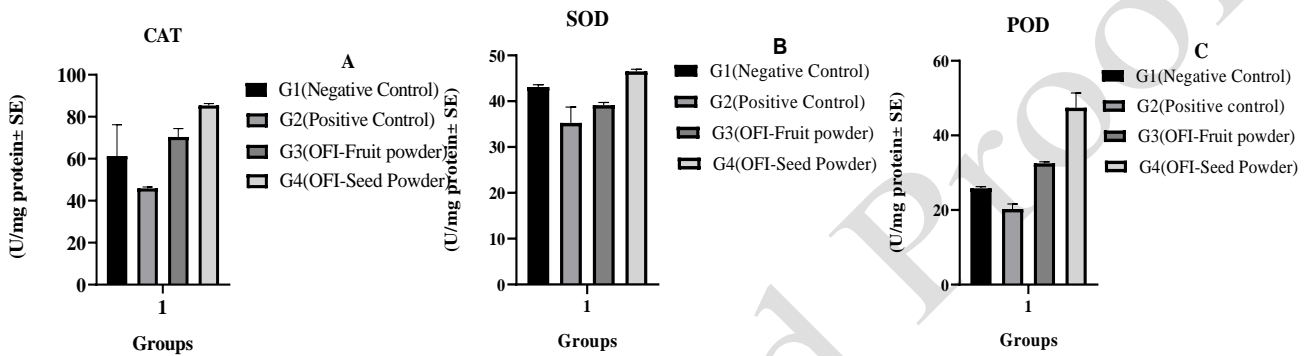 CAT
A
100
80
60
40
20
0
(U/mg protein± SE)
1
Groups
G1(Negative Control)
G2(Positive Control)
G3(OFI-Fruit powder)
G4(OFI-Seed Powder)
SOD
B
50
40
30
20
10
0
(U/mg protein± SE)
1
Groups
G1(Negative Control)
G2(Positive Control)
G3(OFI-Fruit powder)
G4(OFI-Seed Powder)
POD
C
60
40
20
0
(U/mg protein± SE)
1
Groups
G1(Negative Control)
G2(Positive control)
G3(OFI-Fruit powder)
G4(OFI-Seed Powder)
d Proof